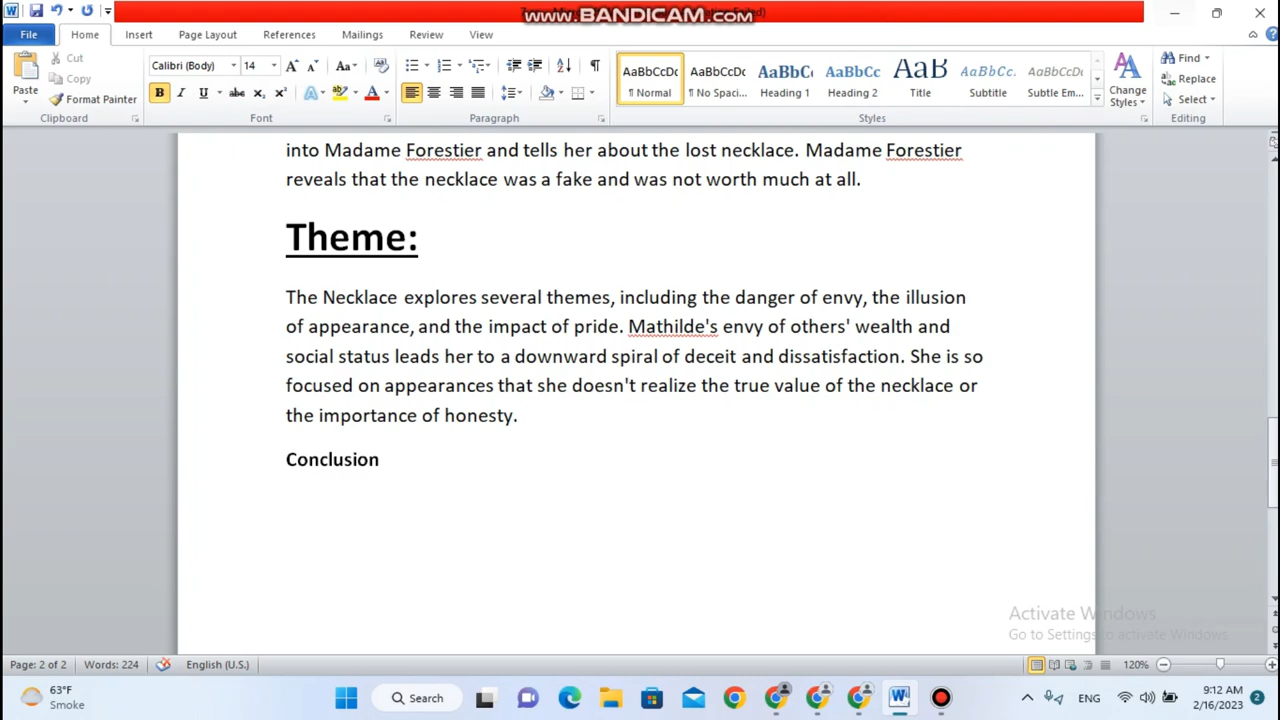 www.BANDICAM.com
File Home Insert Page Layout References Mailings Review View
Cut
Copy
Format Painter
Paste
Calibri (Body) 14
AaBbCcDc AaBbCcDc AaBbC AaBbCc AaB AaBbCc. AaBbCcDc
¶ Normal ¶ No Spaci... Heading 1 Heading 2 Title Subtitle Subtle Em...
Change
Styles
Find
Replace
Select
Clipboard Font Paragraph Styles Editing
into Madame Forestier and tells her about the lost necklace. Madame Forestier
reveals that the necklace was a fake and was not worth much at all.
Theme:
The Necklace explores several themes, including the danger of envy, the illusion
of appearance, and the impact of pride. Mathilde's envy of others' wealth and
social status leads her to a downward spiral of deceit and dissatisfaction. She is so
focused on appearances that she doesn't realize the true value of the necklace or
the importance of honesty.
Conclusion
Activate Windows
Go to Settings to activate Windows.
Page: 2 of 2 Words: 224 English (U.S.) 120%
63°F
Smoke
Search
ENG
9:12 AM
2/16/2023
2